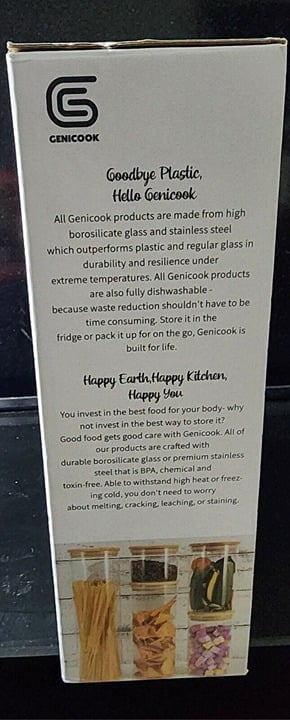 GENICOOK
Goodbye Plastic,
Hello Genicook
All Genicook products are made from high
borosilicate glass and stainless steel
which outperforms plastic and regular glass in
durability and resilience under
extreme temperatures. All Genicook products
are also fully dishwashable -
because waste reduction shouldn't have to be
time consuming. Store it in the
fridge or pack it up for on the go, Genicook is
built for life.
Happy Earth,Happy Kitchen,
Happy You
You invest in the best food for your body- why
not invest in the best way to store it?
Good food gets good care with Genicook. All of
our products are crafted with
durable borosilicate glass or premium stainless
steel that is BPA, chemical and
toxin-free. Able to withstand high heat or freez-
ing cold, you don't need to worry
about melting, cracking, leaching, or staining.